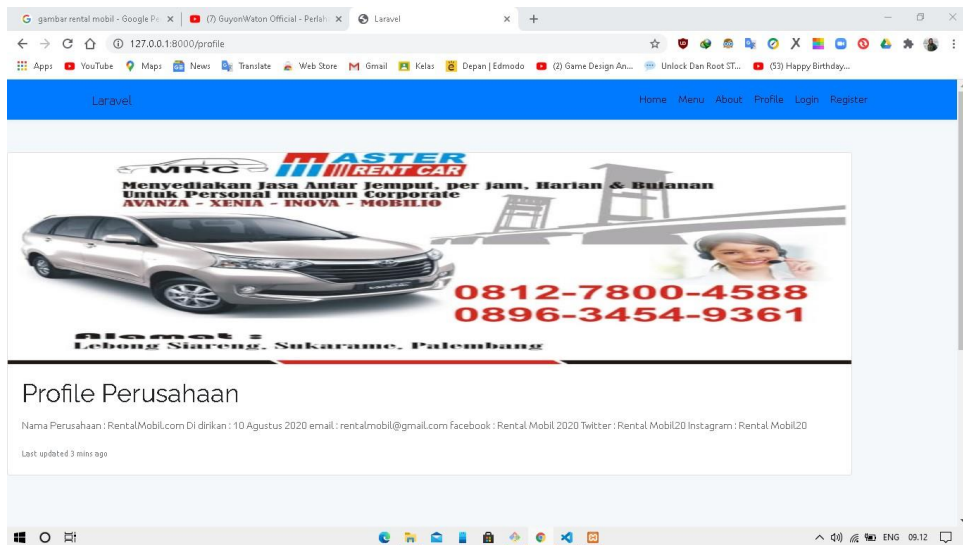 gambar rental mobil - Google Pe
(7) GuyonWaton Official - Perlah
Laravel
127.0.0.1:8000/profile
Apps YouTube Maps News Translate Web Store Gmail Kelas Depan | Edmodo (2) Game Design An... Unlock Dan Root ST... (53) Happy Birthday...
Laravel
Home Menu About Profile Login Register
MRC MASTER
RENT CAR
Menyediakan Jasa Antar Jemput, per Jam, Harian & Bulanan
Untuk Personal maupun Corporate
AVANZA - XENIA - INOVA - MOBILIO
0812-7800-4588
0896-3454-9361
Alamat :
Lebong Siareng, Sukarame, Palembang
Profile Perusahaan
Nama Perusahaan : RentalMobil.com Di dirikan : 10 Agustus 2020 email : rentalmobil@gmail.com facebook : Rental Mobil 2020 Twitter : Rental Mobil20 Instagram : Rental Mobil20
Last updated 3 mins ago
ENG 09.12